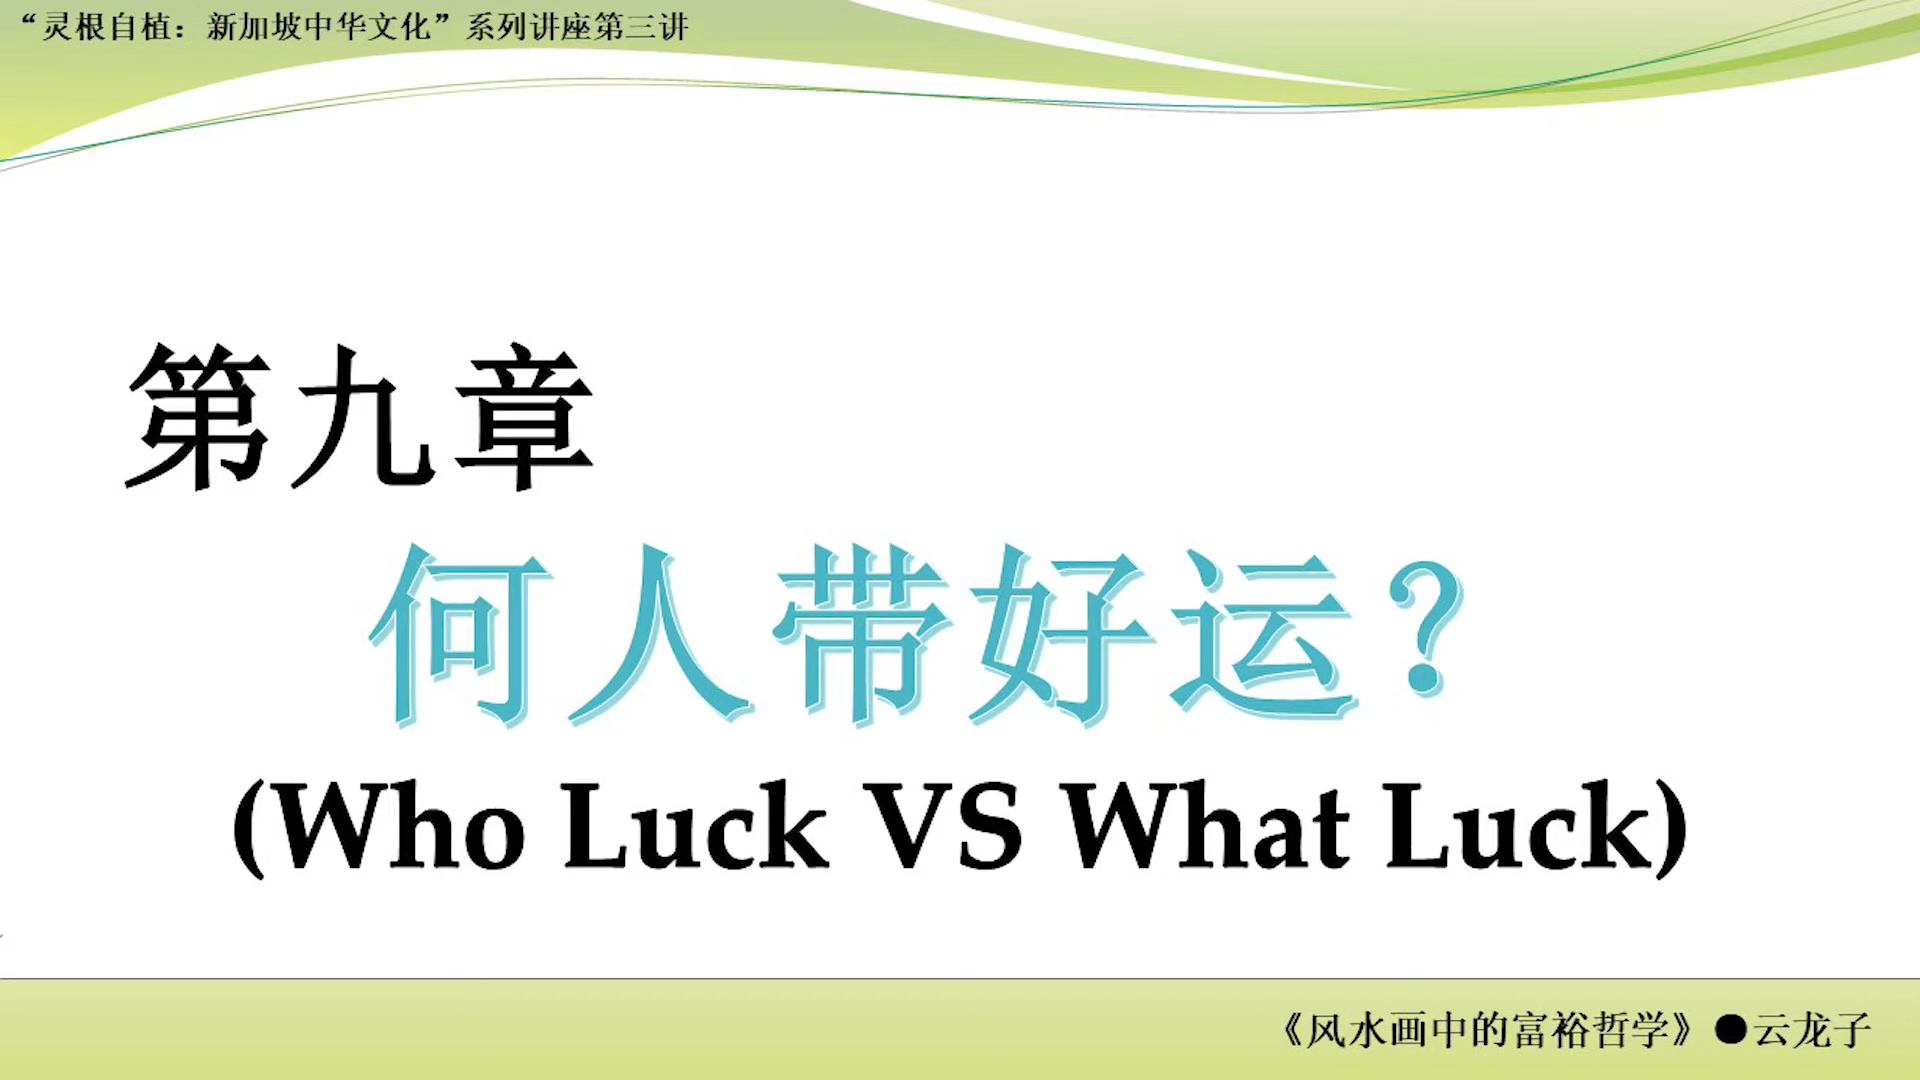 “灵根自植：新加坡中华文化”系列讲座第三讲
第九章
何人带好运？
(Who Luck VS What Luck)
《风水画中的富裕哲学》●云龙子